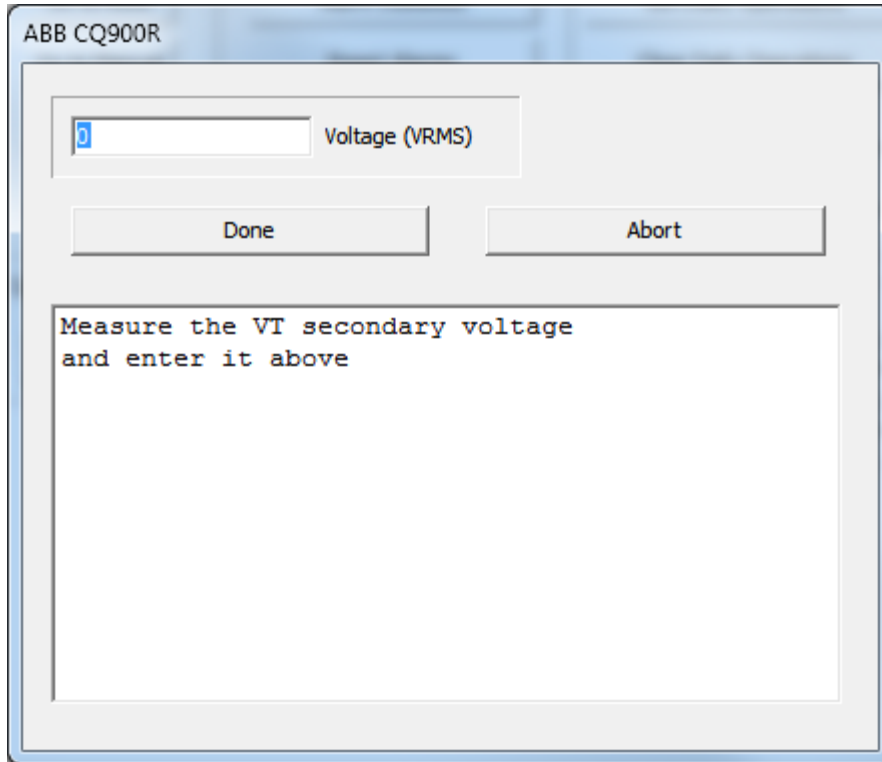 ABB CQ900R
0 Voltage (VRMS)
Done Abort
Measure the VT secondary voltage
and enter it above